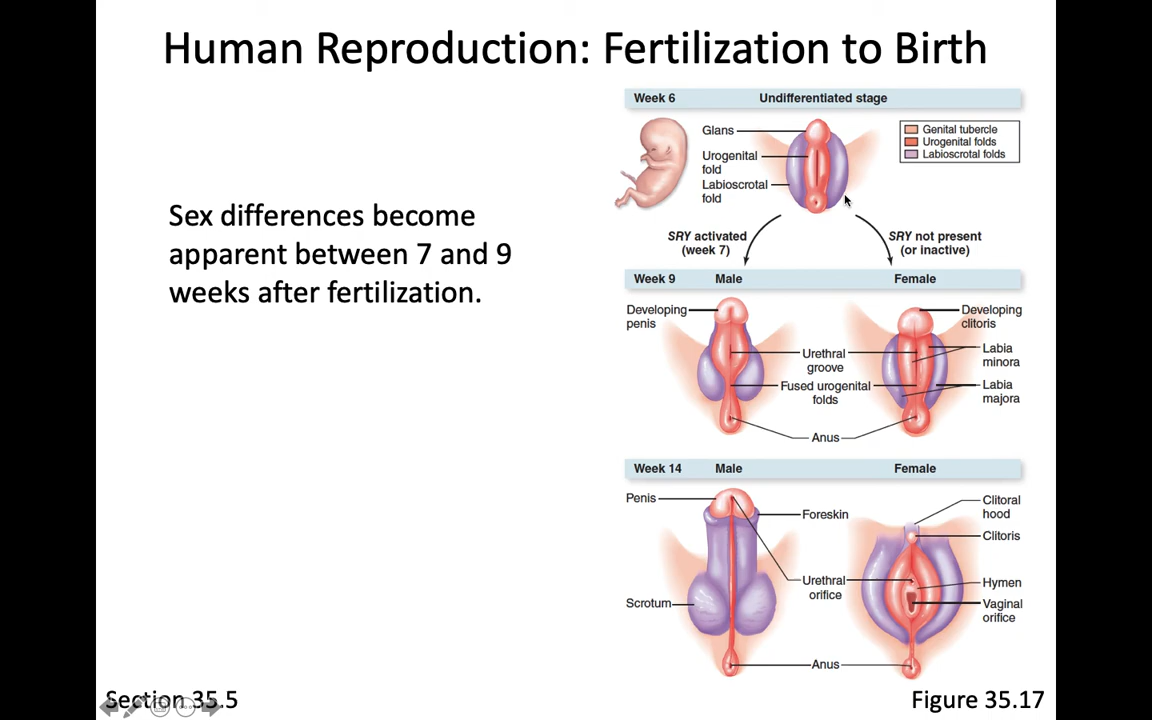 Human Reproduction: Fertilization to Birth
Sex differences become
apparent between 7 and 9
weeks after fertilization.
Week 6 Undifferentiated stage
Glans
Urogenital
fold
Labioscrotal
fold
Genital tubercle
Urogenital folds
Labioscrotal folds
SRY activated
(week 7)
SRY not present
(or inactive)
Week 9 Male Female
Developing
penis
Urethral
groove
Fused urogenital
folds
Anus
Developing
clitoris
Labia
minora
Labia
majora
Week 14 Male Female
Penis
Scrotum
Foreskin
Urethral
orifice
Anus
Clitoral
hood
Clitoris
Hymen
Vaginal
orifice
Section 35.5
Figure 35.17